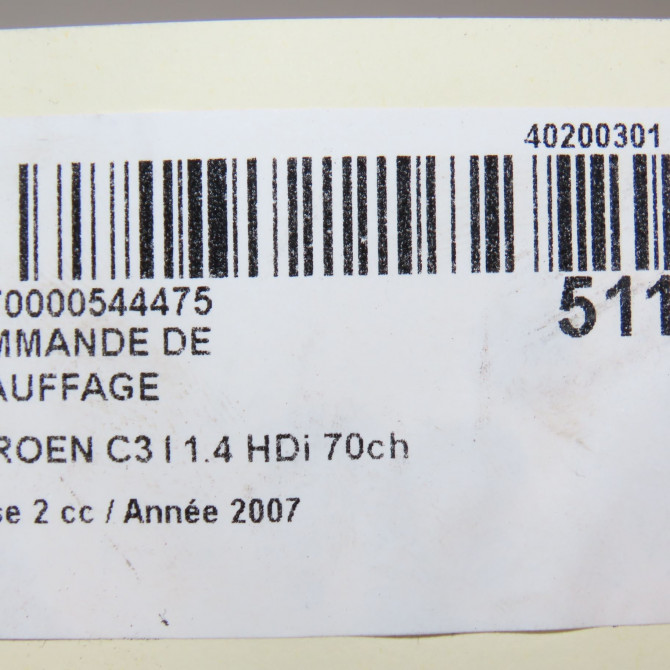 40200301
70000544475
511
MMANDE DE
AUFFAGE
ROEN C3 I 1.4 HDi 70ch
se 2 cc / Année 2007